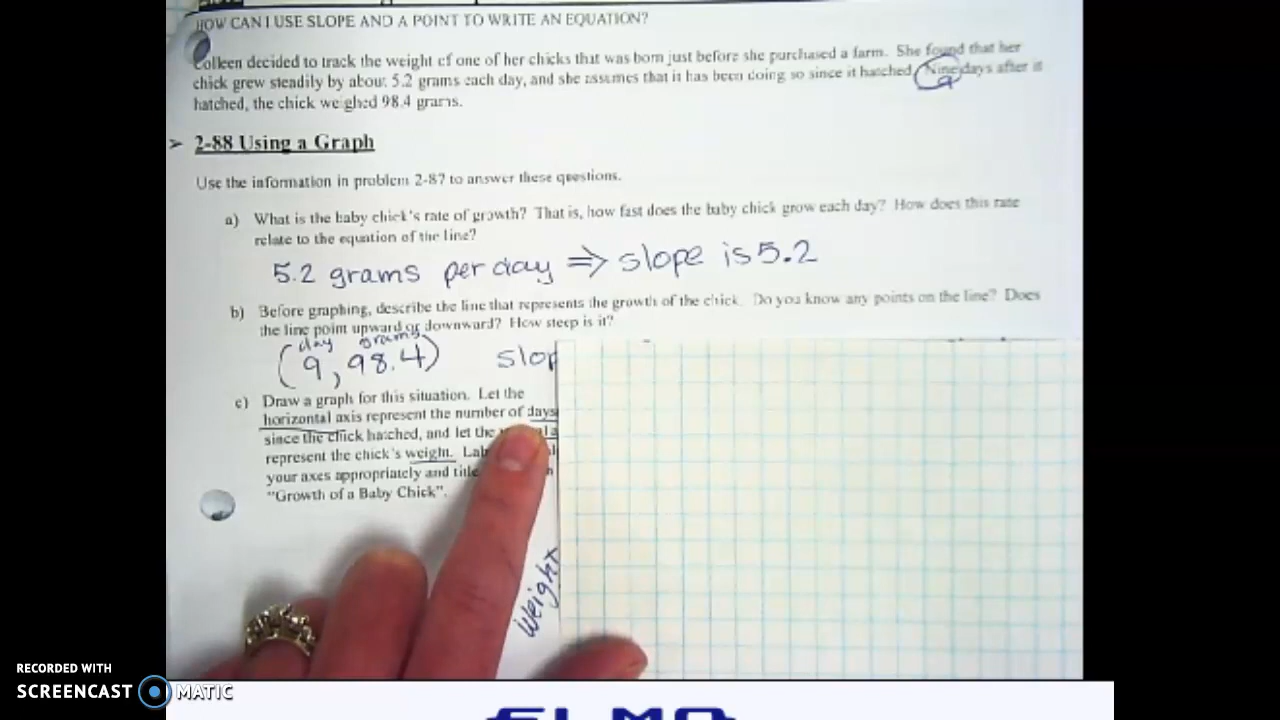 HOW CAN I USE SLOPE AND A POINT TO WRITE AN EQUATION?
Colleen decided to track the weight of one of her chicks that was born just before she purchased a farm. She found that her
chick grew steadily by about 5.2 grams each day, and she assumes that it has been doing so since it hatched. Nine days after it
9
hatched, the chick weighed 98.4 grams.
➢ 2-88 Using a Graph
Use the information in problem 2-87 to answer these questions.
a) What is the baby chick's rate of growth? That is, how fast does the baby chick grow each day? How does this rate
relate to the equation of the line?
5.2 grams per day ⇒ slope is 5.2
b) Before graphing, describe the line that represents the growth of the chick. Do you know any points on the line? Does
the line point upward or downward? How steep is it?
day grams
(9, 98.4) slop
c) Draw a graph for this situation. Let the
horizontal axis represent the number of days
since the chick hatched, and let the
represent the chick's weight.
your axes appropriately and title
"Growth of a Baby Chick".
Weight
RECORDED WITH
SCREENCAST MATIC
ELMO